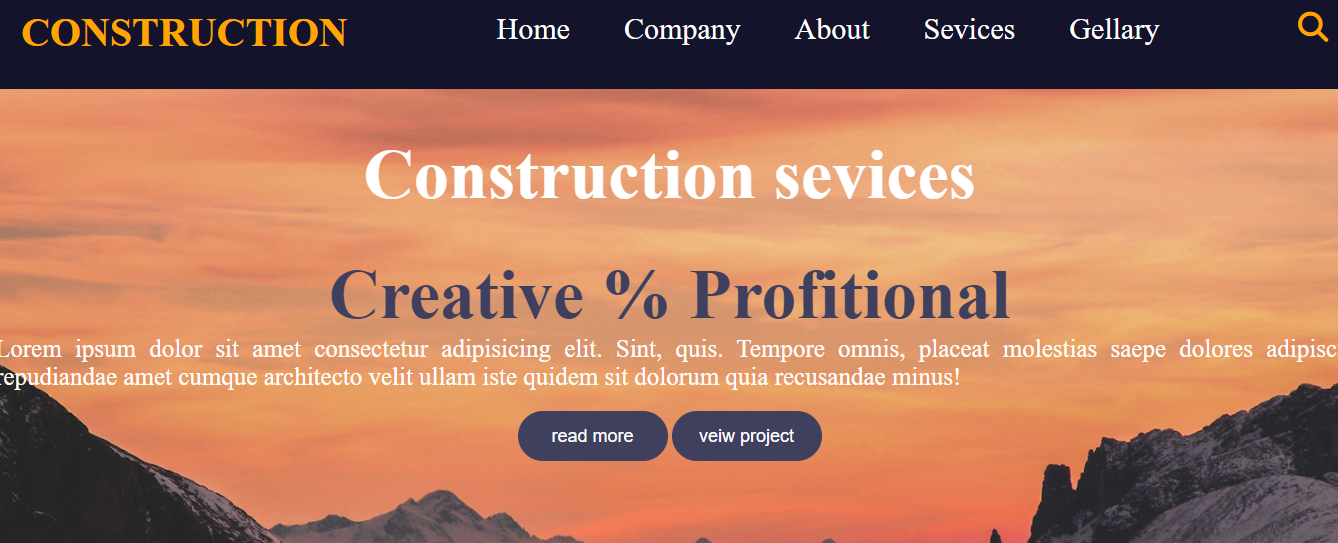 CONSTRUCTION Home Company About Sevices Gellary
Construction sevices
Creative % Profitional
Lorem ipsum dolor sit amet consectetur adipisicing elit. Sint, quis. Tempore omnis, placeat molestias saepe dolores adipisc
repudiandae amet cumque architecto velit ullam iste quidem sit dolorum quia recusandae minus!
read more veiw project